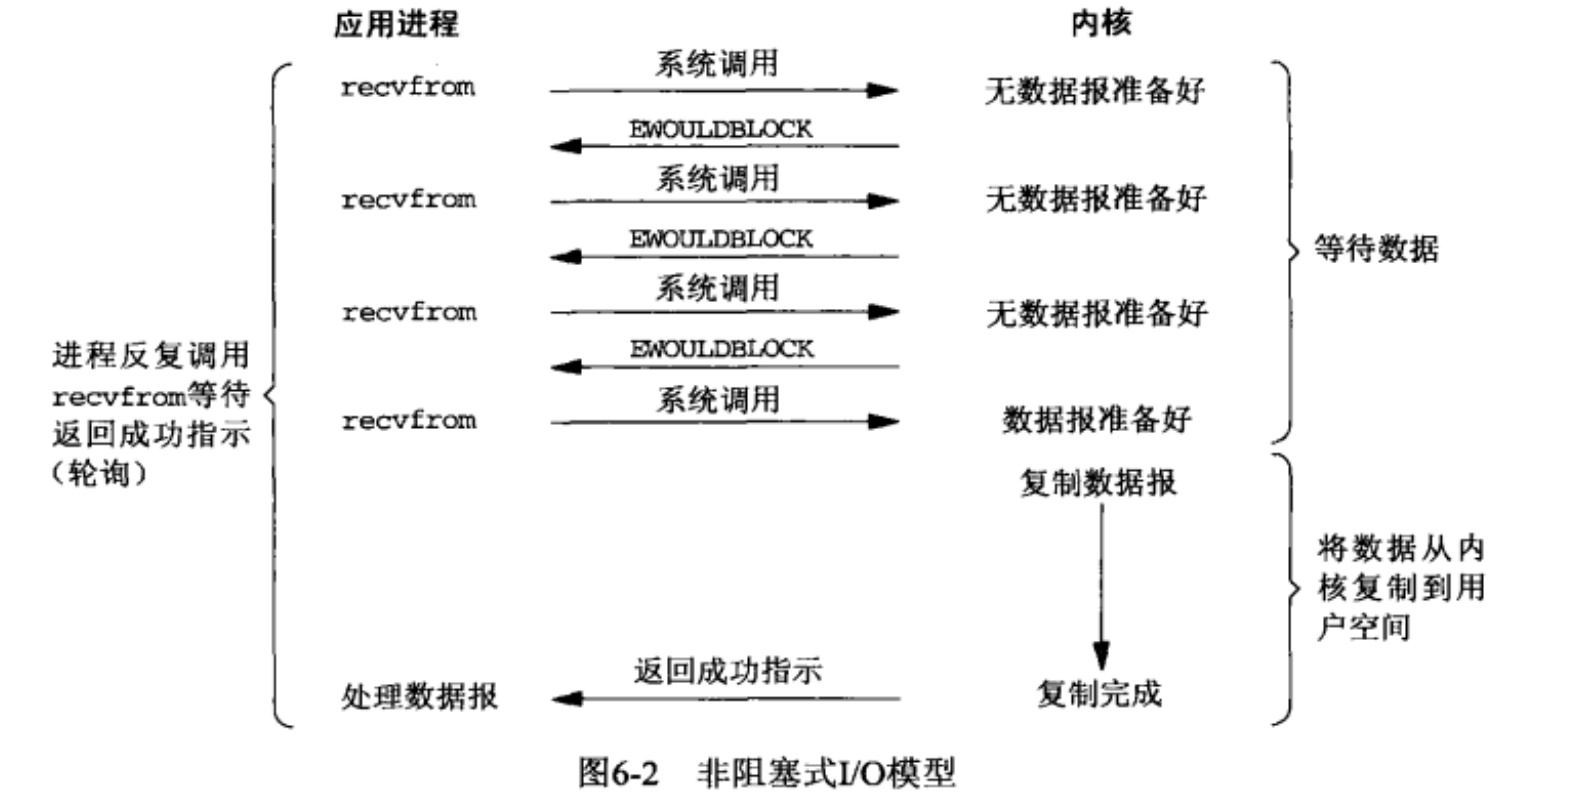 应用进程
内核
系统调用
recvfrom
无数据报准备好
EWOULDBLOCK
系统调用
recvfrom
无数据报准备好
EWOULDBLOCK
等待数据
系统调用
recvfrom
无数据报准备好
EWOULDBLOCK
进程反复调用
recvfrom等待
返回成功指示
(轮询)
系统调用
recvfrom
数据报准备好
复制数据报
将数据从内
核复制到用
户空间
返回成功指示
处理数据报
复制完成
图6-2 非阻塞式I/O模型